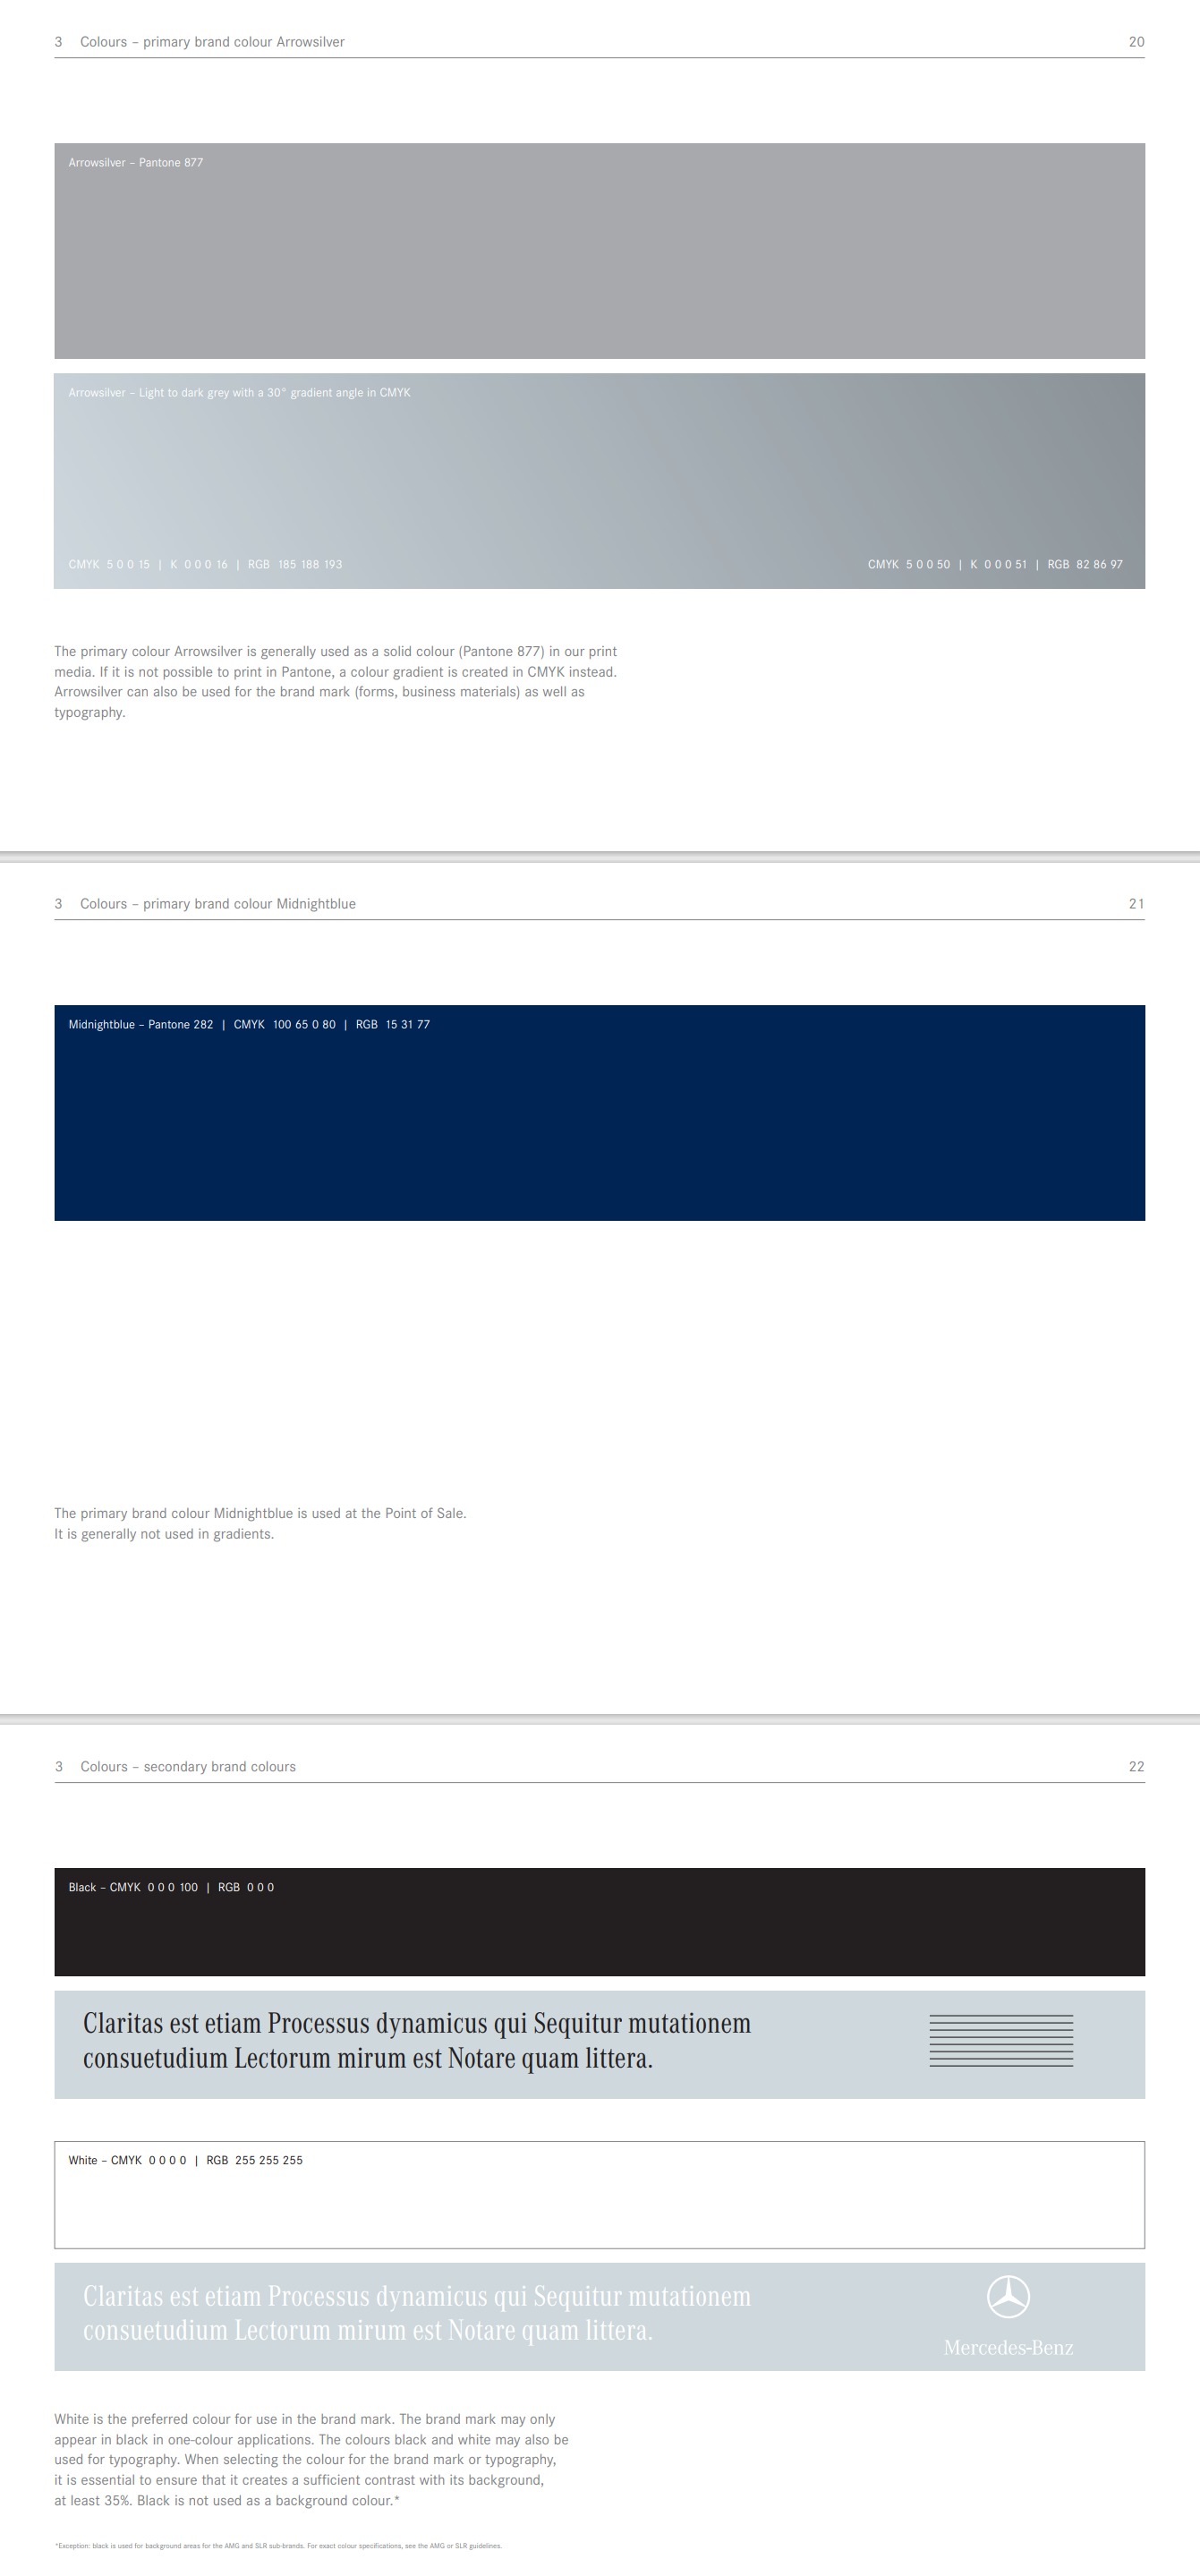 3 Colours – primary brand colour Arrowsilver 20
Arrowsilver – Pantone 877
Arrowsilver – Light to dark grey with a 30° gradient angle in CMYK
CMYK 5 0 0 15 | K 0 0 0 16 | RGB 185 188 193 CMYK 5 0 0 50 | K 0 0 0 51 | RGB 82 86 97
The primary colour Arrowsilver is generally used as a solid colour (Pantone 877) in our print
media. If it is not possible to print in Pantone, a colour gradient is created in CMYK instead.
Arrowsilver can also be used for the brand mark (forms, business materials) as well as
typography.
3 Colours – primary brand colour Midnightblue 21
Midnightblue – Pantone 282 | CMYK 100 65 0 80 | RGB 15 31 77
The primary brand colour Midnightblue is used at the Point of Sale.
It is generally not used in gradients.
3 Colours – secondary brand colours 22
Black – CMYK 0 0 0 100 | RGB 0 0 0
Claritas est etiam Processus dynamicus qui Sequitur mutationem
consuetudium Lectorum mirum est Notare quam littera.
White – CMYK 0 0 0 0 | RGB 255 255 255
Claritas est etiam Processus dynamicus qui Sequitur mutationem
consuetudium Lectorum mirum est Notare quam littera.
Mercedes-Benz
White is the preferred colour for use in the brand mark. The brand mark may only
appear in black in one-colour applications. The colours black and white may also be
used for typography. When selecting the colour for the brand mark or typography,
it is essential to ensure that it creates a sufficient contrast with its background,
at least 35%. Black is not used as a background colour.*
*Exception: black is used for background areas for the AMG and SLR sub-brands. For exact colour specifications, see the AMG or SLR guidelines.